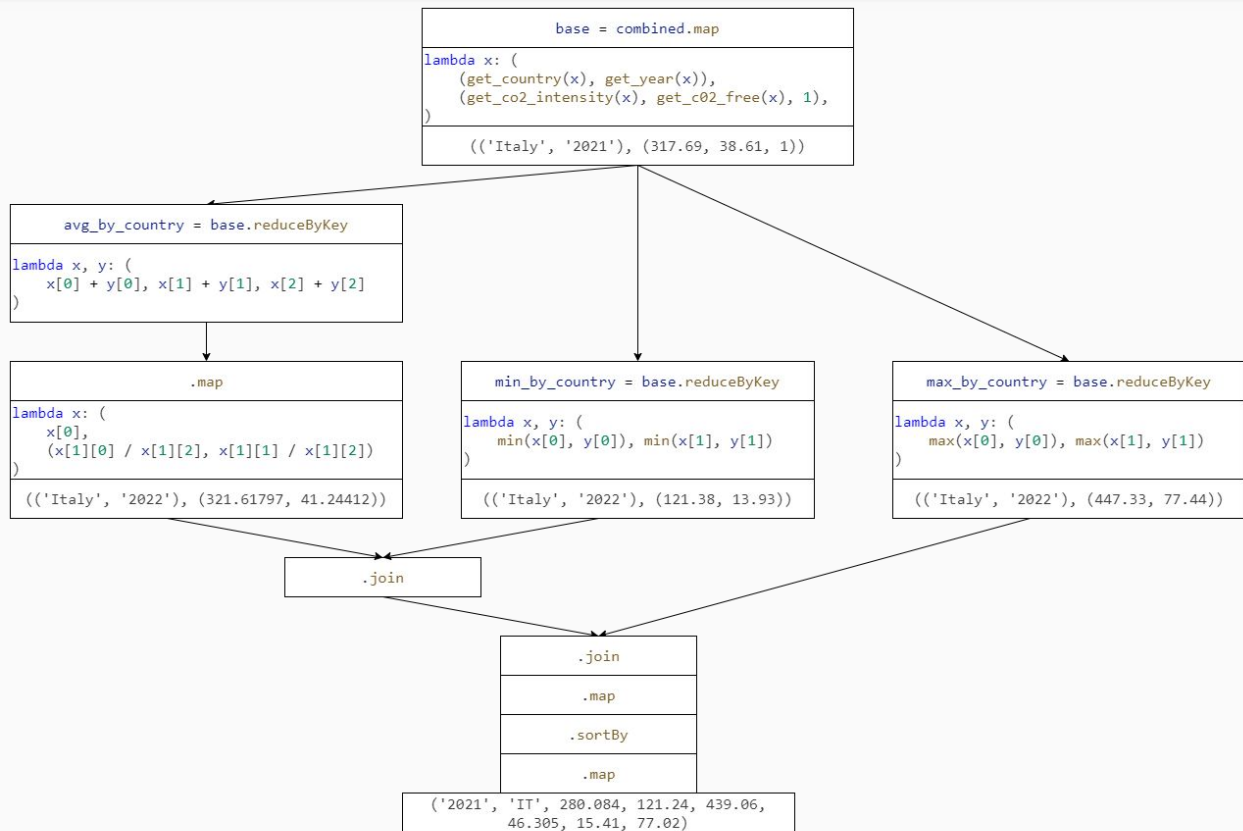 base = combined.map
lambda x: (
    (get_country(x), get_year(x)),
    (get_co2_intensity(x), get_c02_free(x), 1),
)
(('Italy', '2021'), (317.69, 38.61, 1))
avg_by_country = base.reduceByKey
lambda x, y: (
    x[0] + y[0], x[1] + y[1], x[2] + y[2]
)
.map
lambda x: (
    x[0],
    (x[1][0] / x[1][2], x[1][1] / x[1][2])
)
(('Italy', '2022'), (321.61797, 41.24412))
min_by_country = base.reduceByKey
lambda x, y: (
    min(x[0], y[0]), min(x[1], y[1])
)
(('Italy', '2022'), (121.38, 13.93))
max_by_country = base.reduceByKey
lambda x, y: (
    max(x[0], y[0]), max(x[1], y[1])
)
(('Italy', '2022'), (447.33, 77.44))
.join
.join
.map
.sortBy
.map
('2021', 'IT', 280.084, 121.24, 439.06,
46.305, 15.41, 77.02)